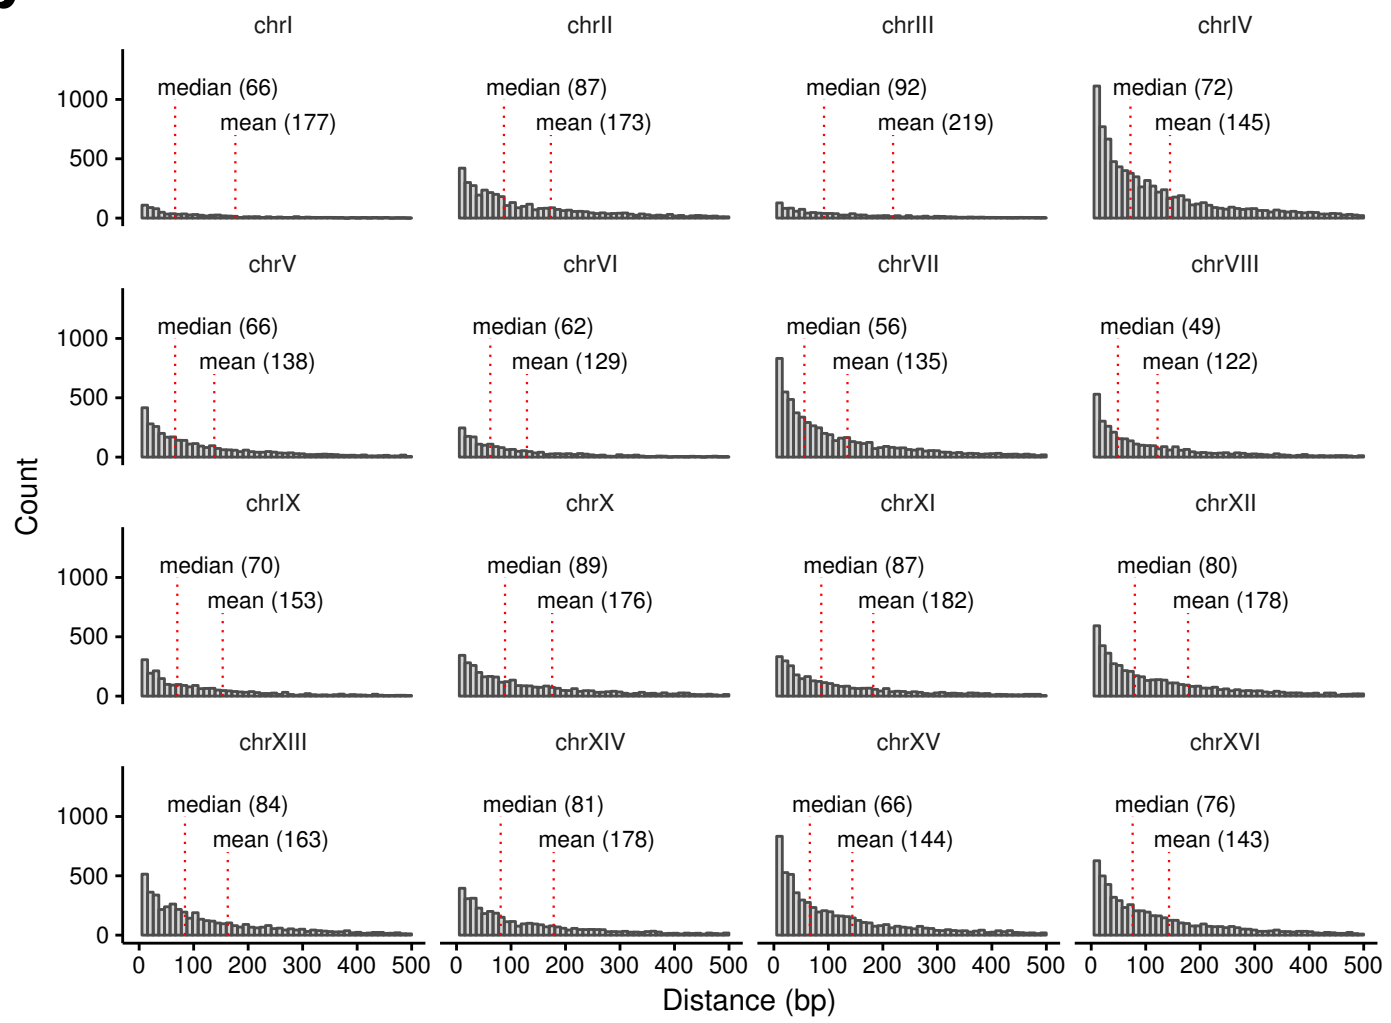 chrI chrII chrIII chrIV
median (66) median (87) median (92) median (72)
1000
mean (177) mean (173) mean (219) mean (145)
500
0
chrV chrVI chrVII chrVIII
median (66) median (62) median (56) median (49)
1000
mean (138) mean (129) mean (135) mean (122)
500
0
Count
chrIX chrX chrXI chrXII
median (70) median (89) median (87) median (80)
1000
mean (153) mean (176) mean (182) mean (178)
500
0
chrXIII chrXIV chrXV chrXVI
median (84) median (81) median (66) median (76)
1000
mean (163) mean (178) mean (144) mean (143)
500
0
0 100 200 300 400 500 0 100 200 300 400 500 0 100 200 300 400 500 0 100 200 300 400 500
Distance (bp)